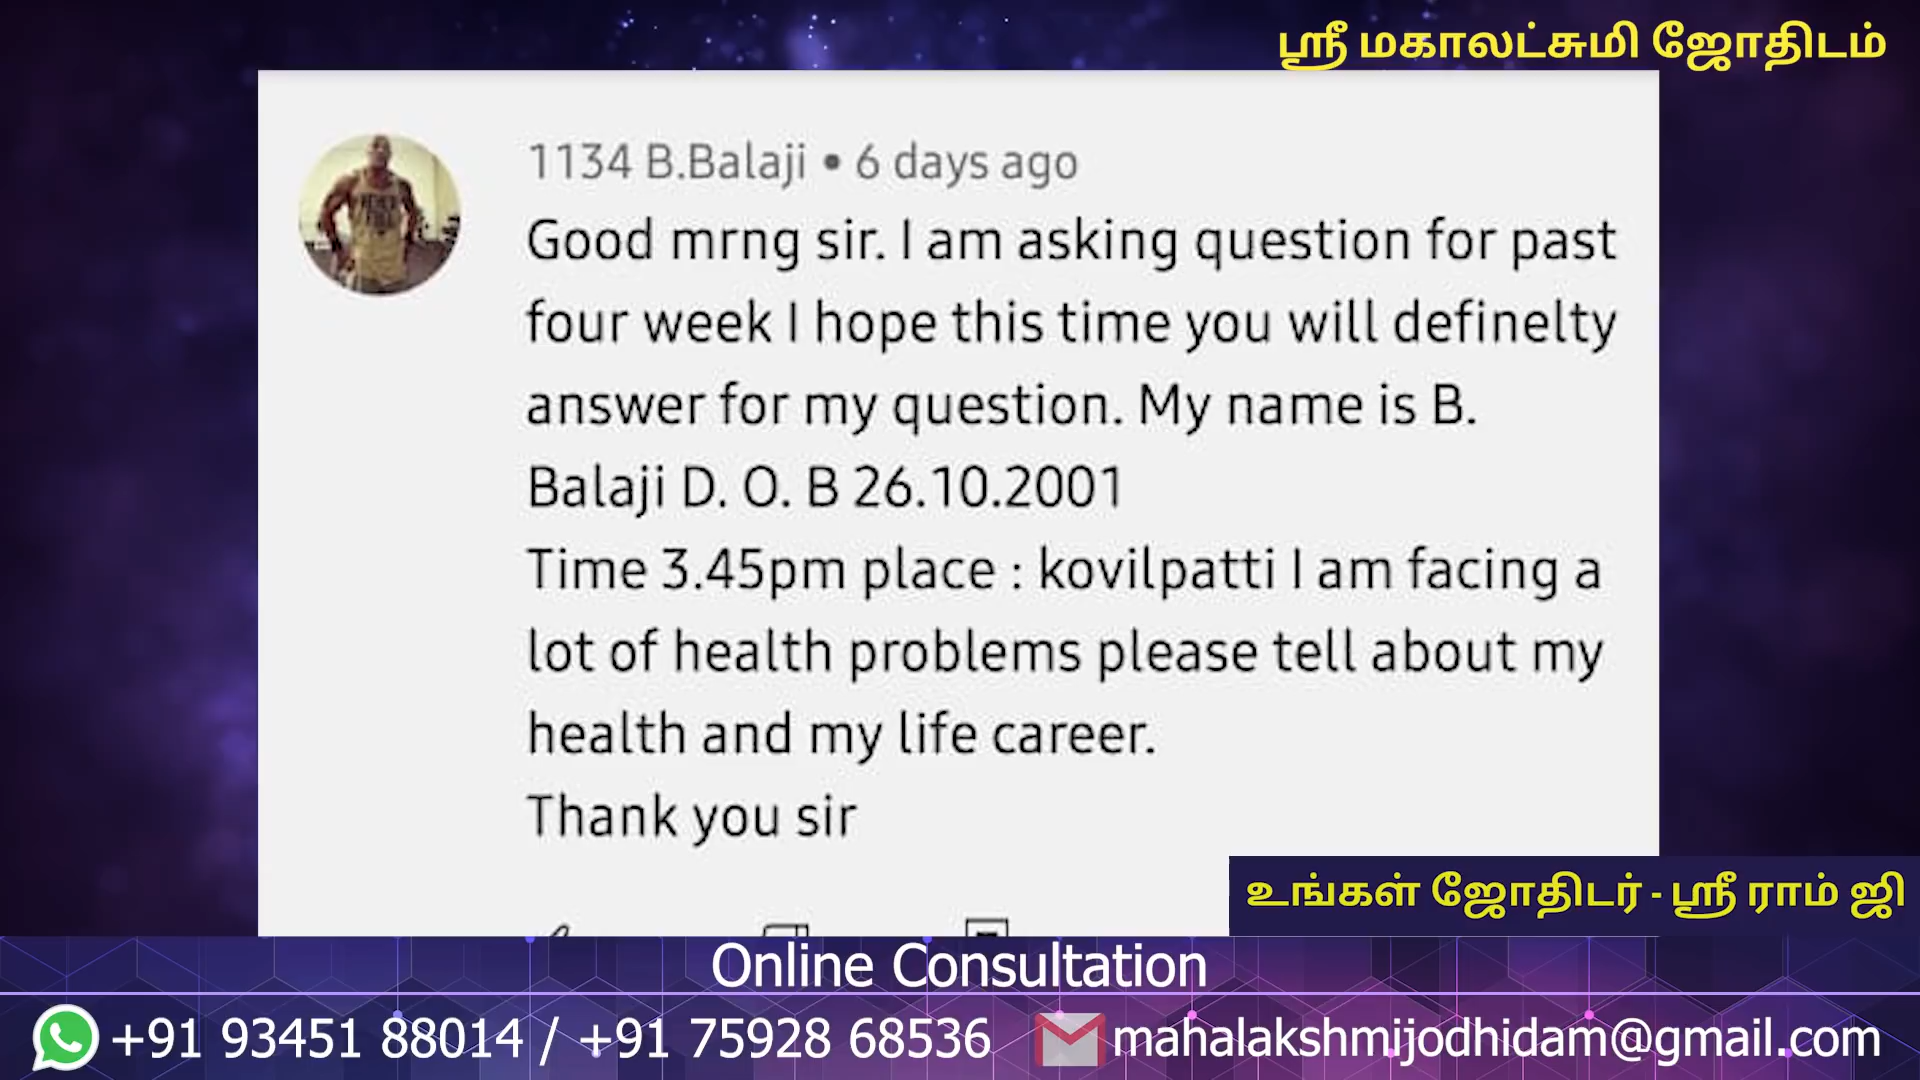 ஸ்ரீ மகாலட்சுமி ஜோதிடம்
1134 B.Balaji • 6 days ago
Good mrng sir. I am asking question for past
four week I hope this time you will definelty
answer for my question. My name is B.
Balaji D. O. B 26.10.2001
Time 3.45pm place : kovilpatti I am facing a
lot of health problems please tell about my
health and my life career.
Thank you sir
உங்கள் ஜோதிடர் - ஸ்ரீ ராம் ஜி
Online Consultation
+91 93451 88014 / +91 75928 68536 mahalakshmijodhidam@gmail.com